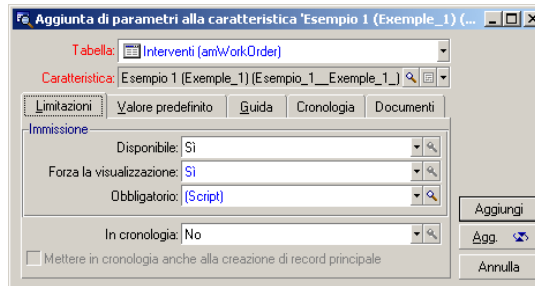 Aggiunta di parametri alla caratteristica 'Esempio 1 (Exemple_1) (...
Tabella: Interventi (amWorkOrder)
Caratteristica: Esempio 1 (Exemple_1) (Esempio_1__Exemple_1_)
Limitazioni Valore predefinito Guida Cronologia Documenti
Immissione
Disponibile: Sì
Forza la visualizzazione: Sì
Obbligatorio: (Script)
In cronologia: No
Mettere in cronologia anche alla creazione di record principale
Aggiungi
Agg.
Annulla